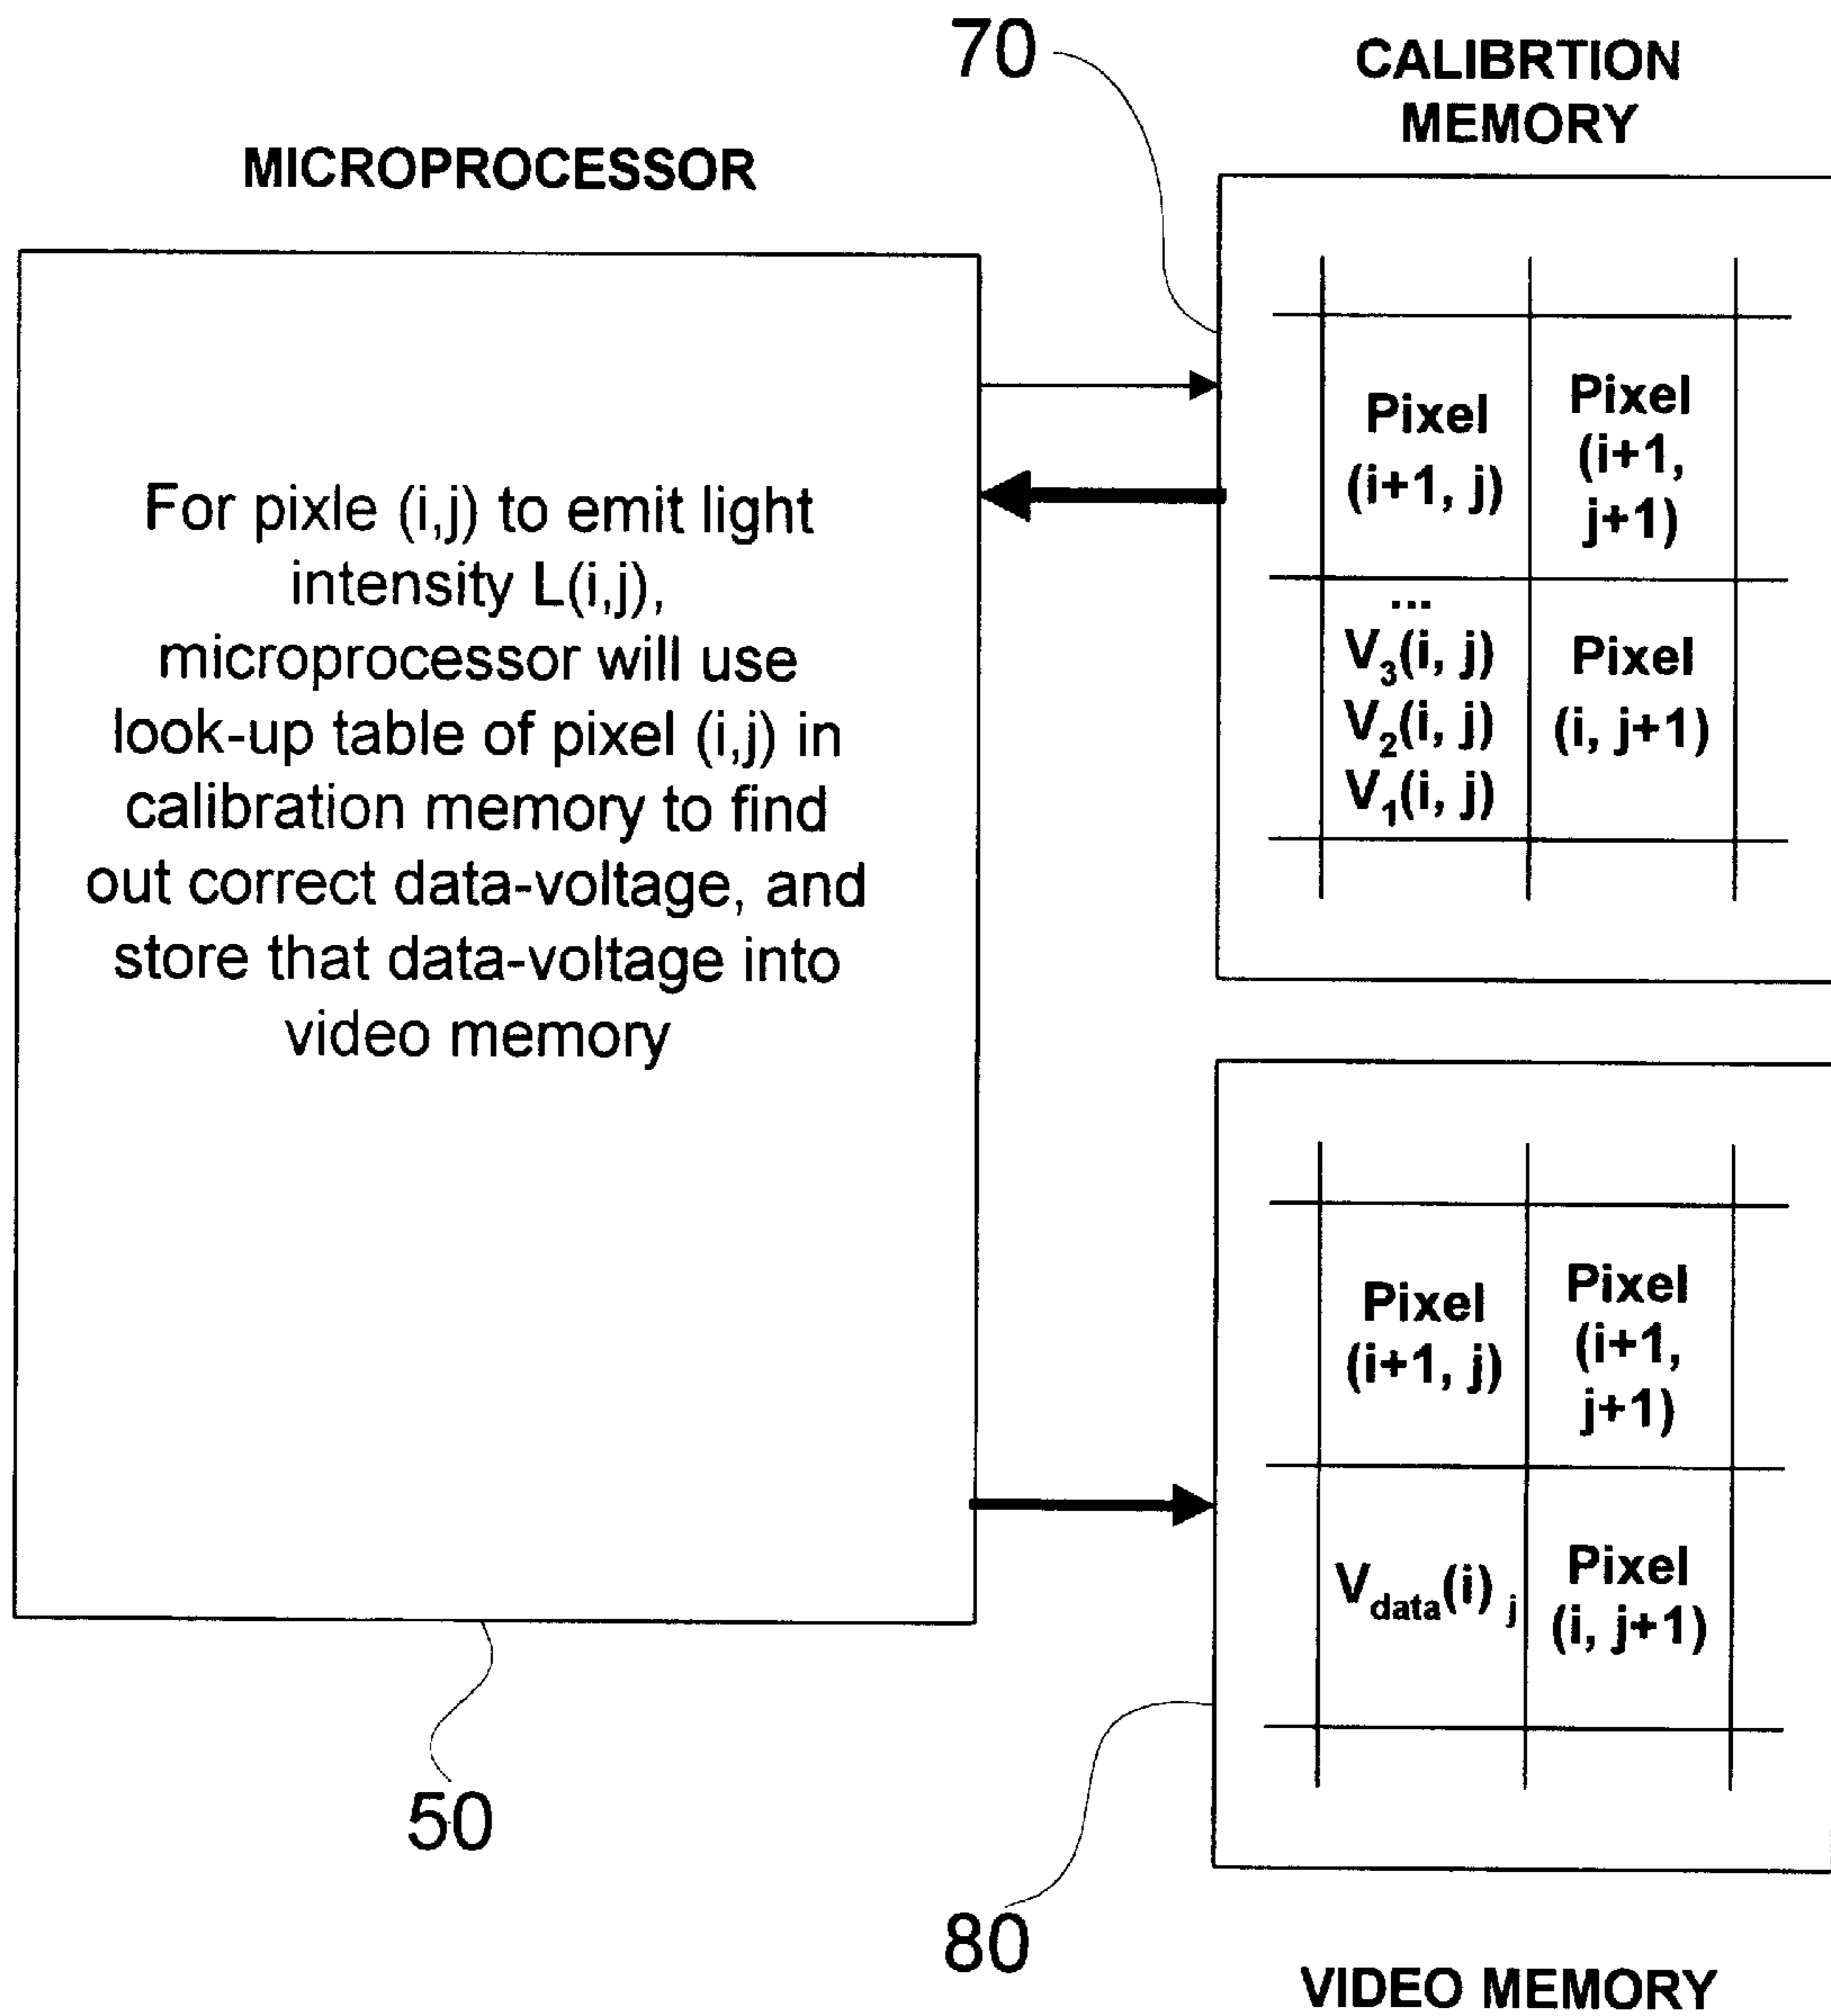 70
CALIBRTION
MEMORY
MICROPROCESSOR
For pixle (i,j) to emit light
intensity L(i,j),
microprocessor will use
look-up table of pixel (i,j) in
calibration memory to find
out correct data-voltage, and
store that data-voltage into
video memory
Pixel
(i+1, j)
Pixel
(i+1,
j+1)
...
V3(i, j)
V2(i, j)
V1(i, j)
Pixel
(i, j+1)
Pixel
(i+1, j)
Pixel
(i+1,
j+1)
Vdata(i) j
Pixel
(i, j+1)
50
80
VIDEO MEMORY